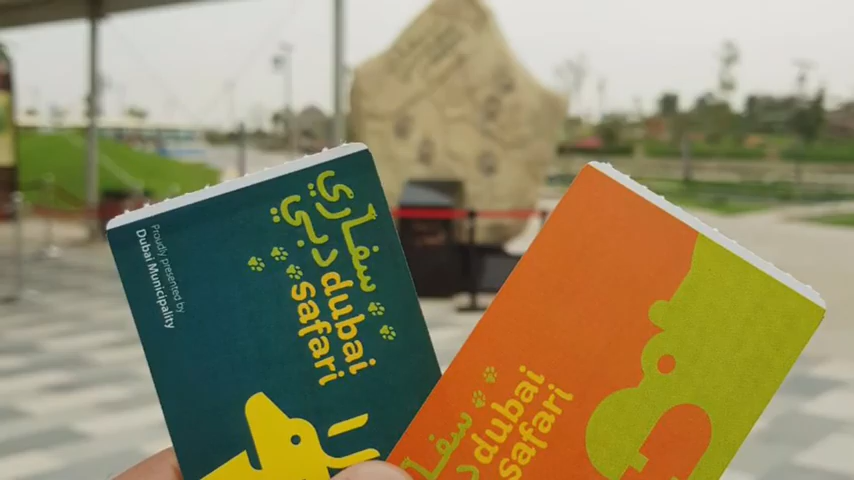 سفاري
دبي
dubai
safari
Proudly presented by
Dubai Municipality
dubai
safari